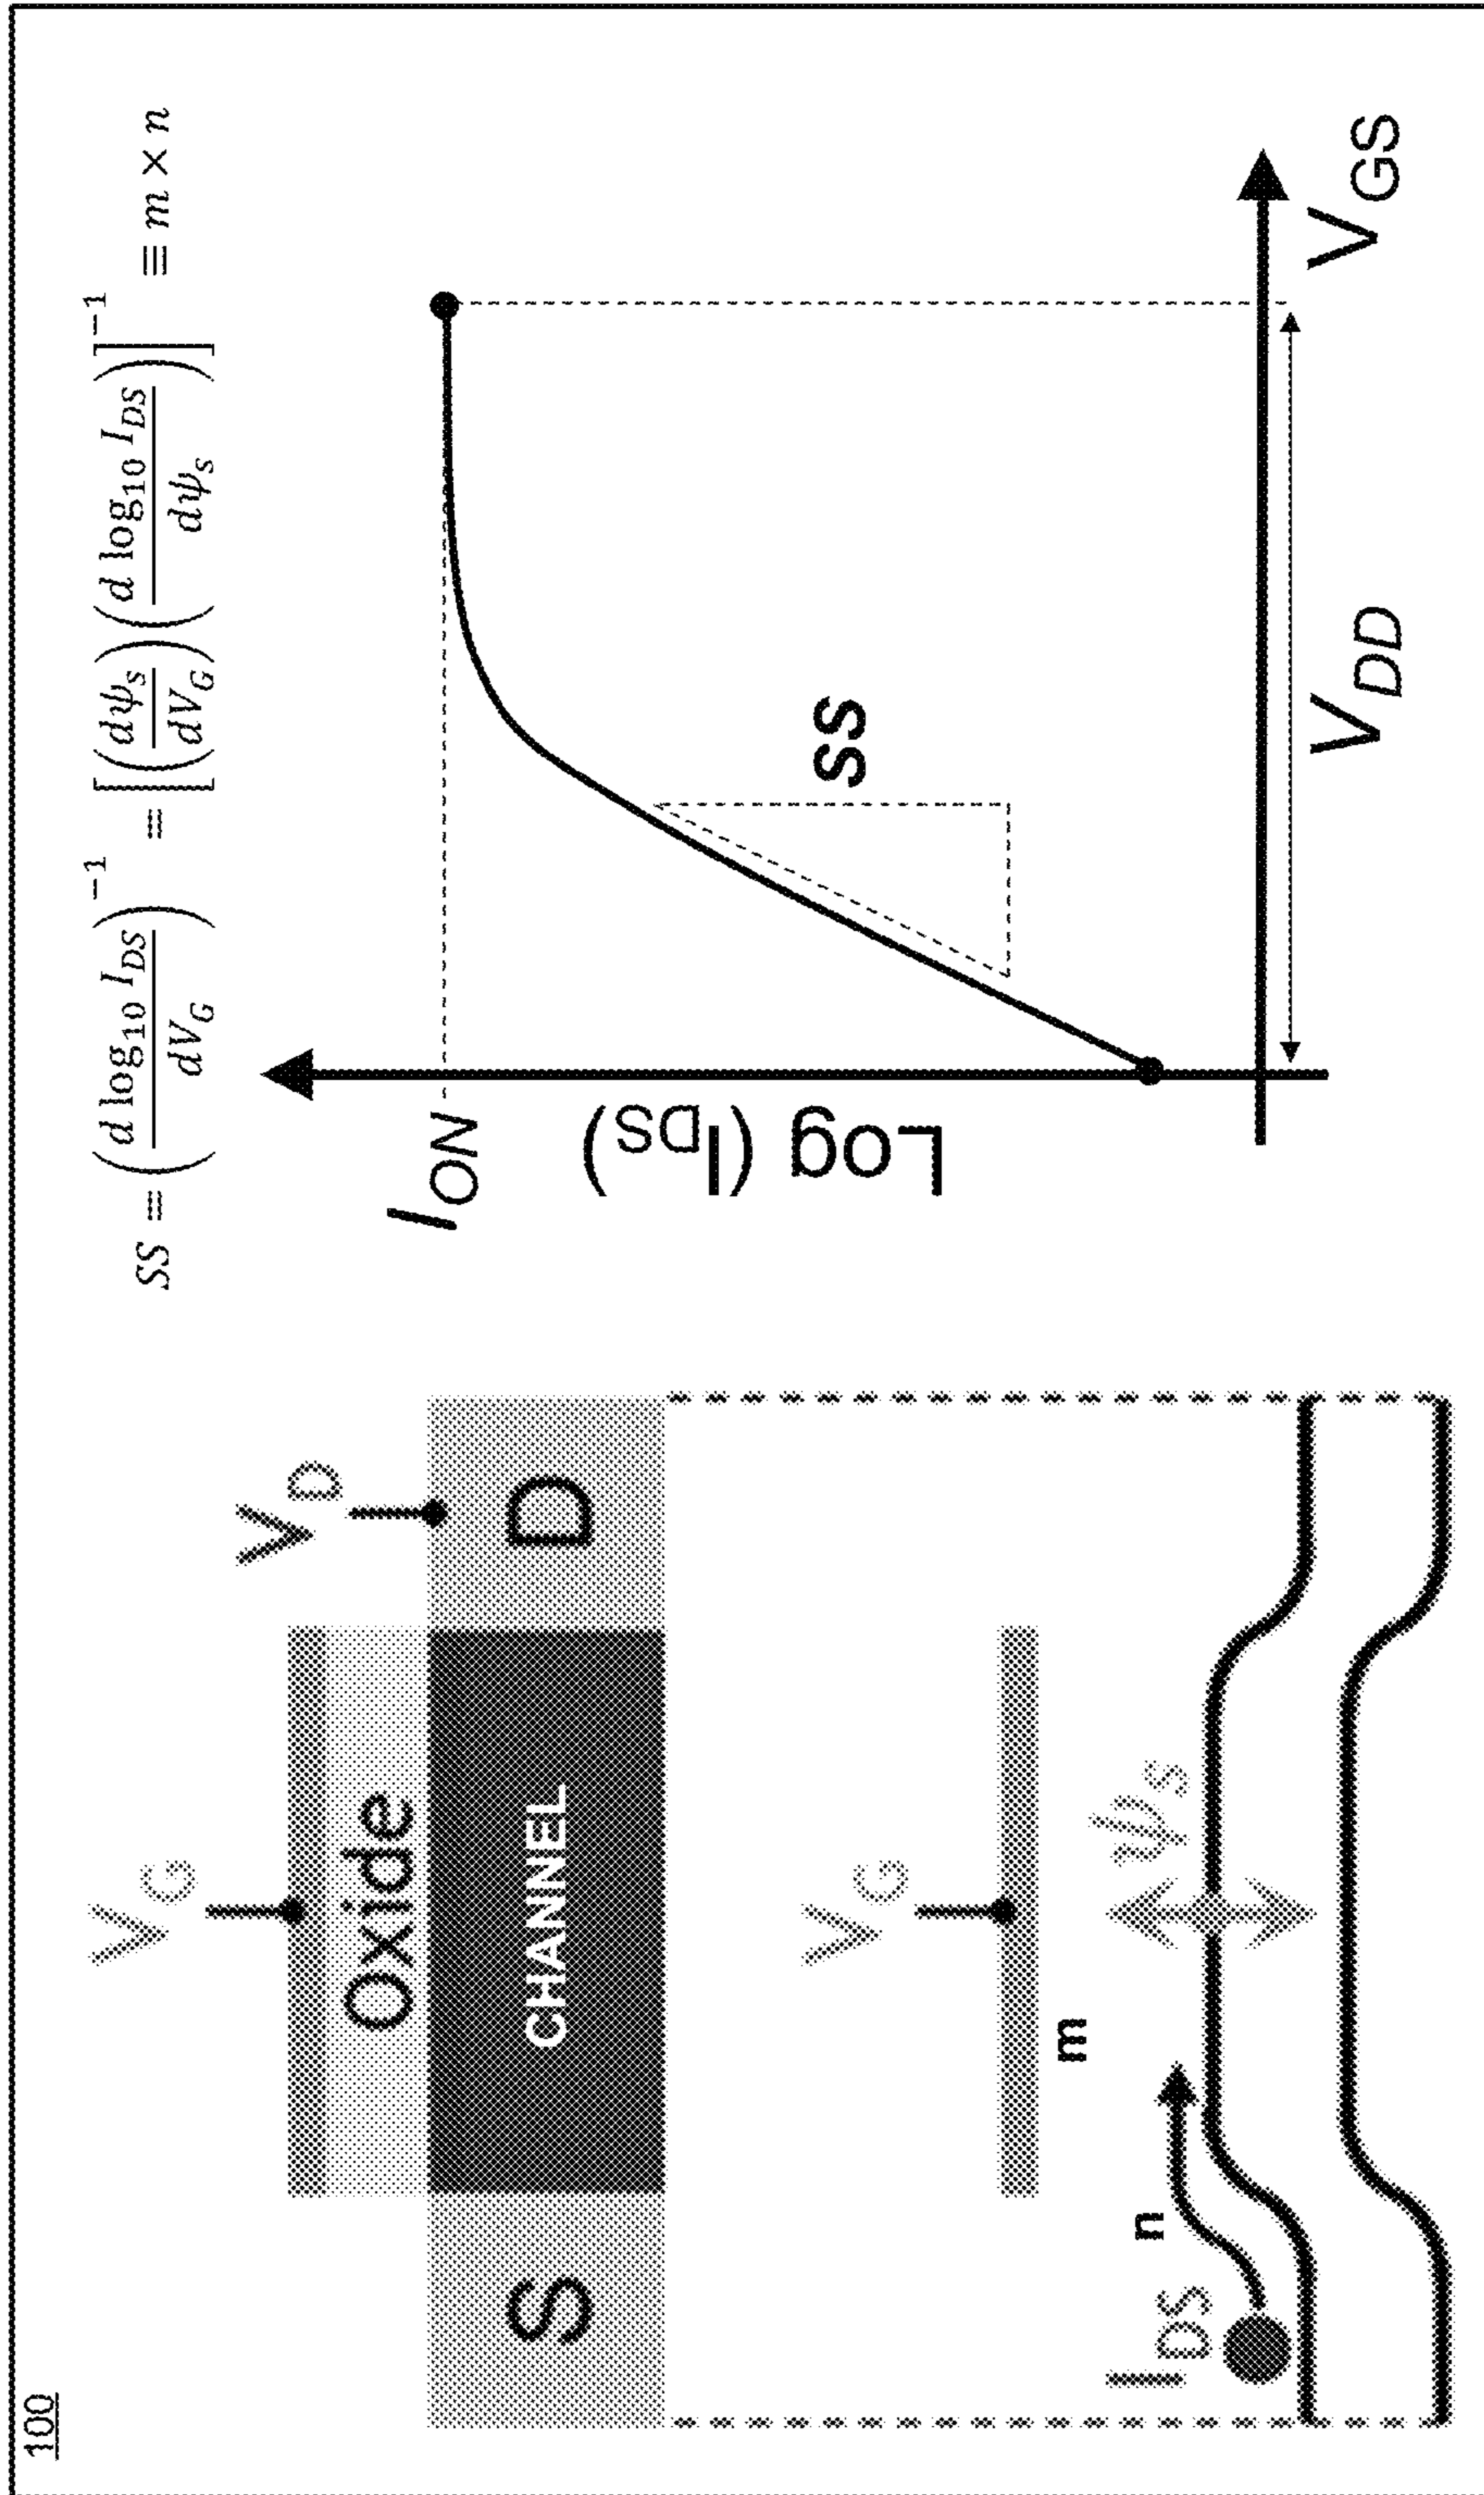 100
V_G
V_D
Oxide
S
CHANNEL
D
V_G
m
n
I_DS
ψ_s
SS = (d log₁₀ I_DS / dV_G)⁻¹ = [(dψ_s / dV_G)(d log₁₀ I_DS / dψ_s)]⁻¹ ≡ m × n
I_ON
Log (I_DS)
SS
V_DD
V_GS